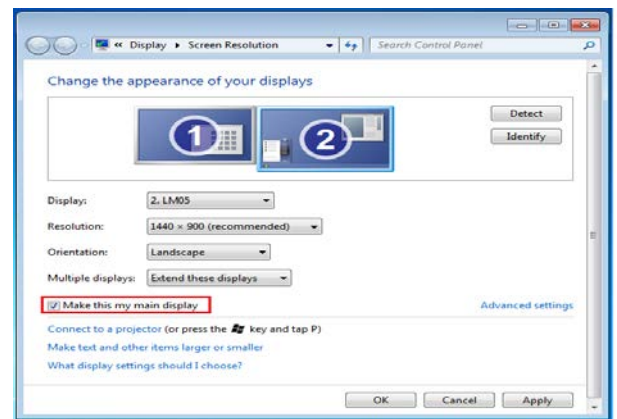 « Display ▸ Screen Resolution Search Control Panel
Change the appearance of your displays
1 2
Detect
Identify
Display: 2. LM05
Resolution: 1440 × 900 (recommended)
Orientation: Landscape
Multiple displays: Extend these displays
Make this my main display Advanced settings
Connect to a projector (or press the key and tap P)
Make text and other items larger or smaller
What display settings should I choose?
OK Cancel Apply